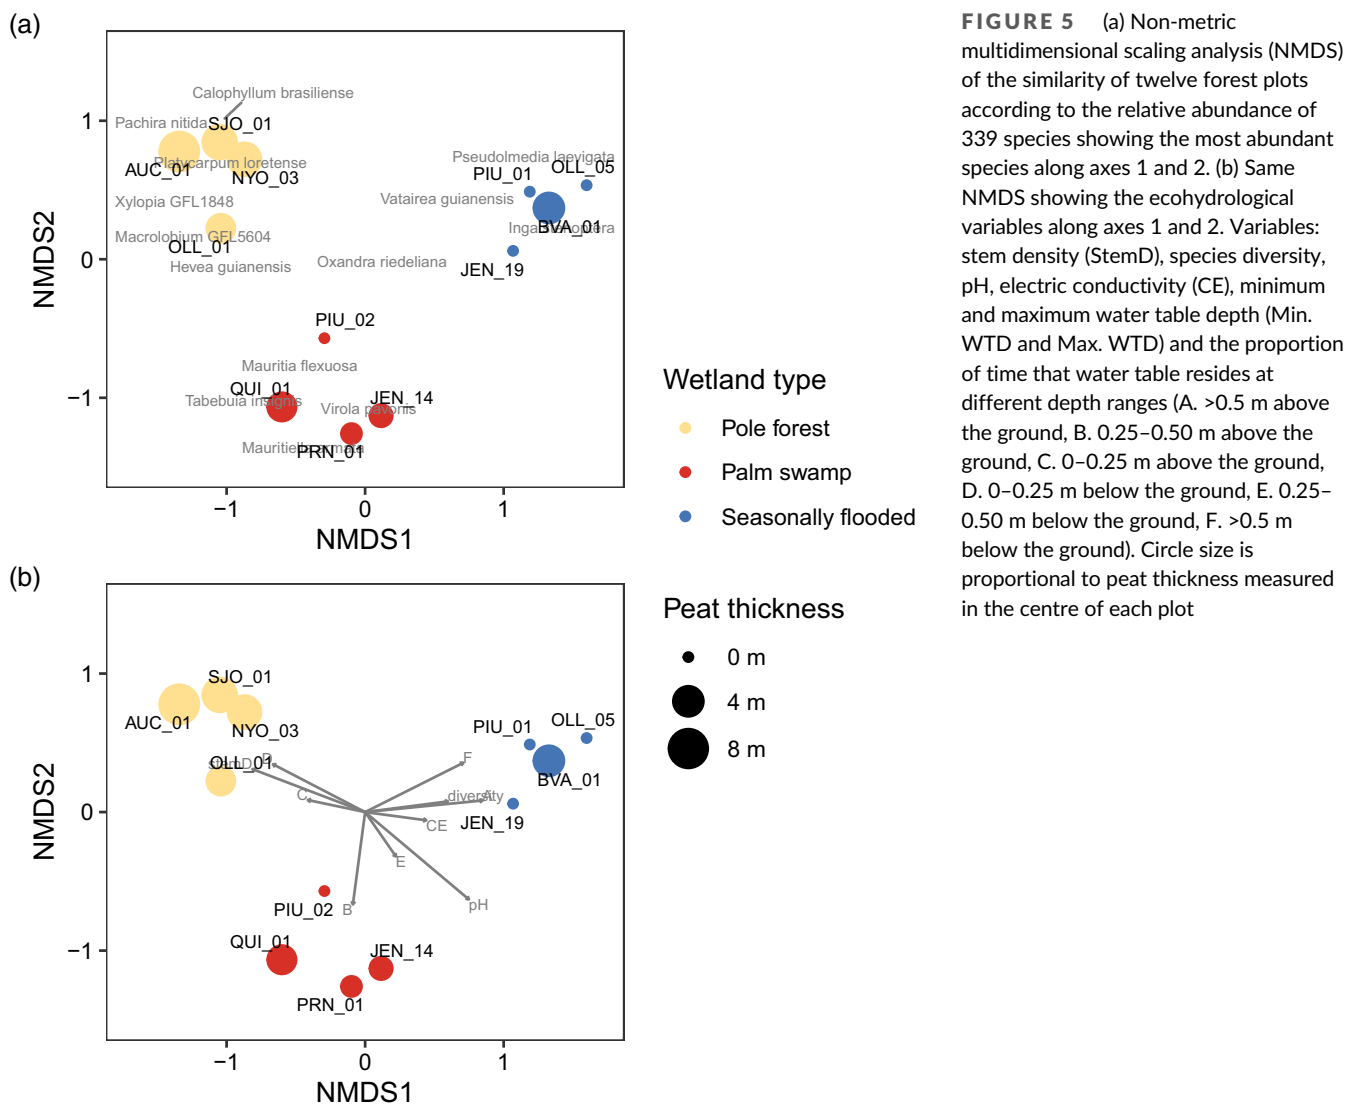 (a)
Calophyllum brasiliense
Pachira nitida
SJO_01
Platycarpum loretense
AUC_01
NYO_03
Xylopia GFL1848
Macrolobium GFL5604
OLL_01
Hevea guianensis
Pseudolmedia laevigata
PIU_01
OLL_05
Vatairea guianensis
BVA_01
Oxandra riedeliana
JEN_19
PIU_02
Mauritia flexuosa
QUI_01
Tabebuia insignis
JEN_14
Virola pavonis
Mauritiella armata
PRN_01
1
0
−1
NMDS2
−1
0
1
NMDS1
Wetland type
Pole forest
Palm swamp
Seasonally flooded
(b)
SJO_01
AUC_01
NYO_03
OLL_01
stemD
D
C
F
diversity
A
CE
E
B
pH
PIU_01
OLL_05
BVA_01
JEN_19
PIU_02
QUI_01
JEN_14
PRN_01
1
0
−1
NMDS2
−1
0
1
NMDS1
Peat thickness
0 m
4 m
8 m
FIGURE 5 (a) Non-metric
multidimensional scaling analysis (NMDS)
of the similarity of twelve forest plots
according to the relative abundance of
339 species showing the most abundant
species along axes 1 and 2. (b) Same
NMDS showing the ecohydrological
variables along axes 1 and 2. Variables:
stem density (StemD), species diversity,
pH, electric conductivity (CE), minimum
and maximum water table depth (Min.
WTD and Max. WTD) and the proportion
of time that water table resides at
different depth ranges (A. >0.5 m above
the ground, B. 0.25–0.50 m above the
ground, C. 0–0.25 m above the ground,
D. 0–0.25 m below the ground, E. 0.25–
0.50 m below the ground, F. >0.5 m
below the ground). Circle size is
proportional to peat thickness measured
in the centre of each plot